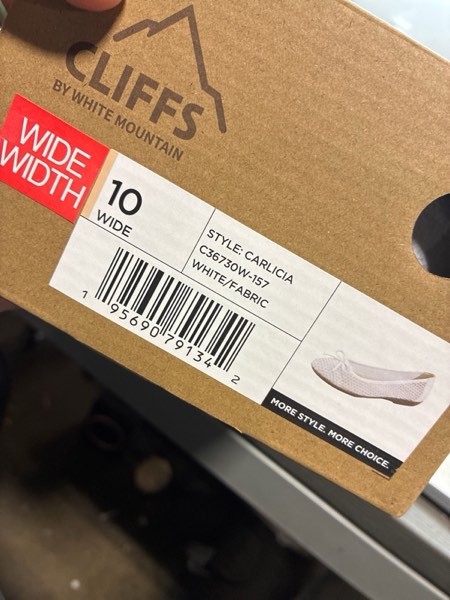 CLIFFS
BY WHITE MOUNTAIN
WIDE
WIDTH
10
WIDE
STYLE: CARLICIA
C36730W-157
WHITE/FABRIC
1 95690 79134 2
MORE STYLE. MORE CHOICE.